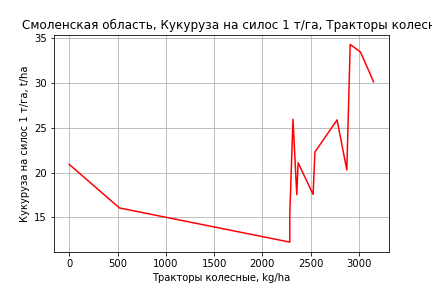 Смоленская область, Кукуруза на силос 1 т/га, Тракторы
35
30
25
20
15
Кукуруза на силос 1 т/га, t/ha
0 500 1000 1500 2000 2500 3000
Тракторы колесные, kg/ha